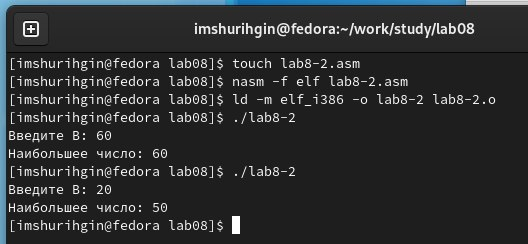 imshurihgin@fedora:~/work/study/lab08
[imshurihgin@fedora lab08]$ touch lab8-2.asm
[imshurihgin@fedora lab08]$ nasm -f elf lab8-2.asm
[imshurihgin@fedora lab08]$ ld -m elf_i386 -o lab8-2 lab8-2.o
[imshurihgin@fedora lab08]$ ./lab8-2
Введите В: 60
Наибольшее число: 60
[imshurihgin@fedora lab08]$ ./lab8-2
Введите В: 20
Наибольшее число: 50
[imshurihgin@fedora lab08]$